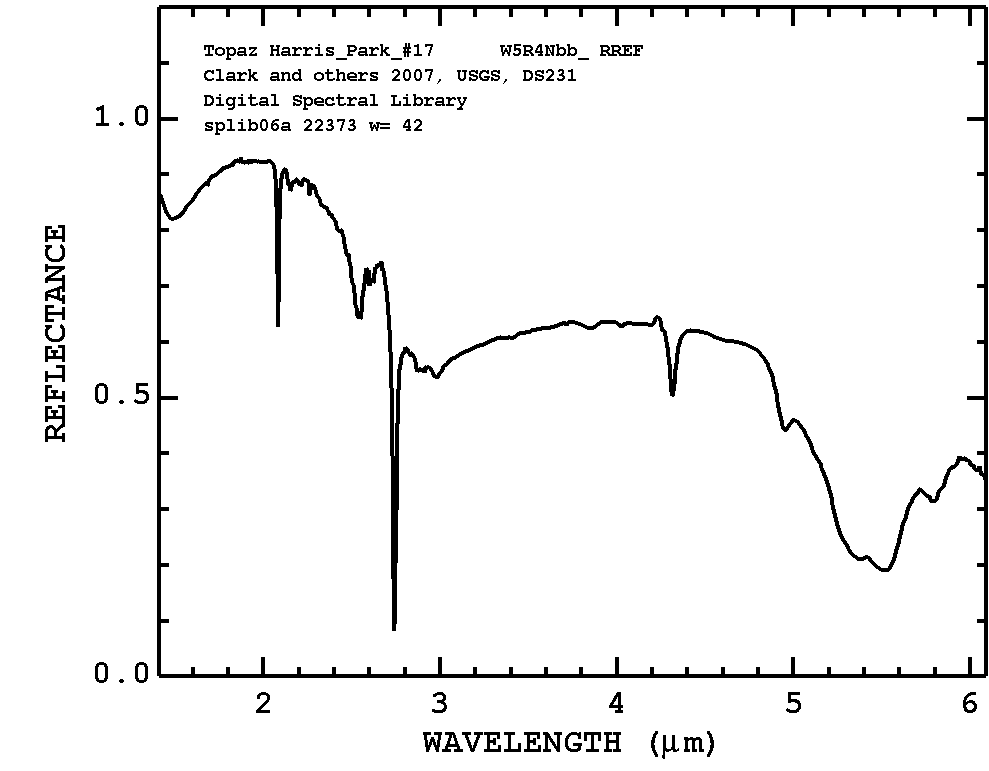 Topaz Harris_Park_#17 W5R4Nbb_ RREF
Clark and others 2007, USGS, DS231
Digital Spectral Library
splib06a 22373 w= 42
REFLECTANCE
1.0
0.5
0.0
2 3 4 5 6
WAVELENGTH (μm)